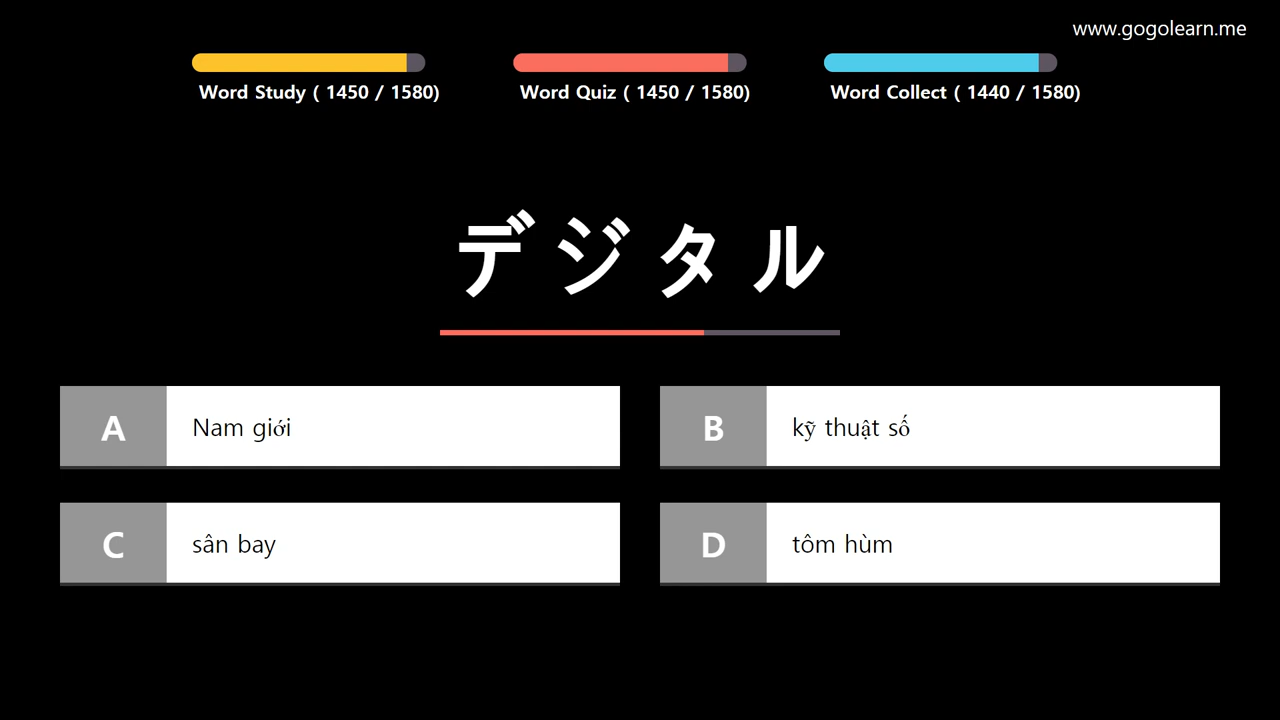 www.gogolearn.me
Word Study ( 1450 / 1580)
Word Quiz ( 1450 / 1580)
Word Collect ( 1440 / 1580)
デジタル
A Nam giới
B kỹ thuật số
C sân bay
D tôm hùm